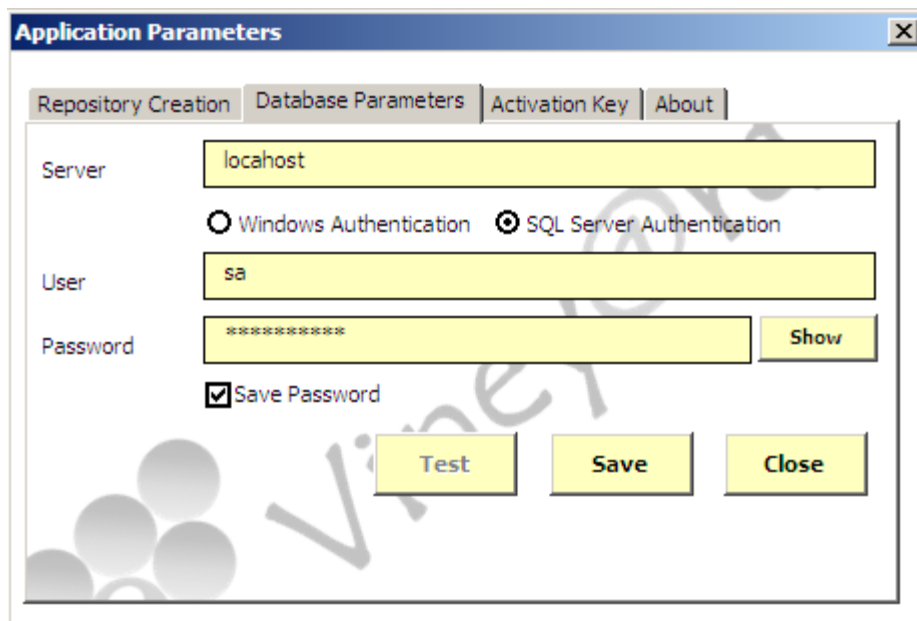 Application Parameters
Repository Creation Database Parameters Activation Key About
Server locahost
Windows Authentication SQL Server Authentication
User sa
Password ********** Show
Save Password
Test Save Close